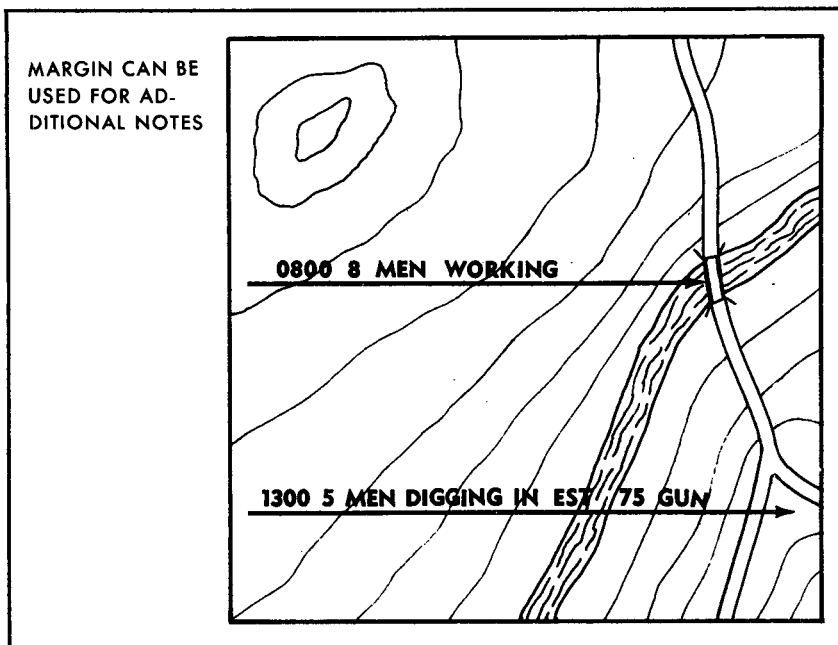 MARGIN CAN BE
USED FOR AD-
DITIONAL NOTES
0800 8 MEN WORKING
1300 5 MEN DIGGING IN EST 75 GUN